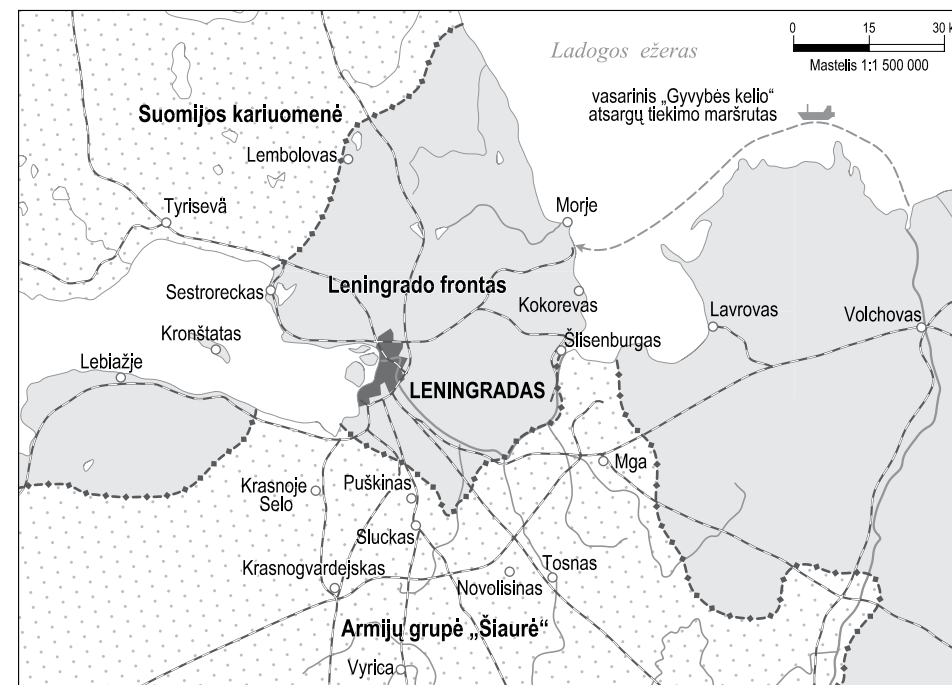 Ladogos ežeras
0 15 30 k
Mastelis 1:1 500 000
vasarinis „Gyvybės kelio“
atsargų tiekimo maršrutas
Suomijos kariuomenė
Lembolovas
Tyrisevä
Morje
Leningrado frontas
Sestroreckas
Kokorevas
Lavrovas
Volchovas
Kronštatas
Šlisenburgas
Lebiažje
LENINGRADAS
Mga
Krasnoje
Selo
Puškinas
Sluckas
Krasnogvardejskas
Tosnas
Novolisinas
Armijų grupė „Šiaurė“
Vyrica